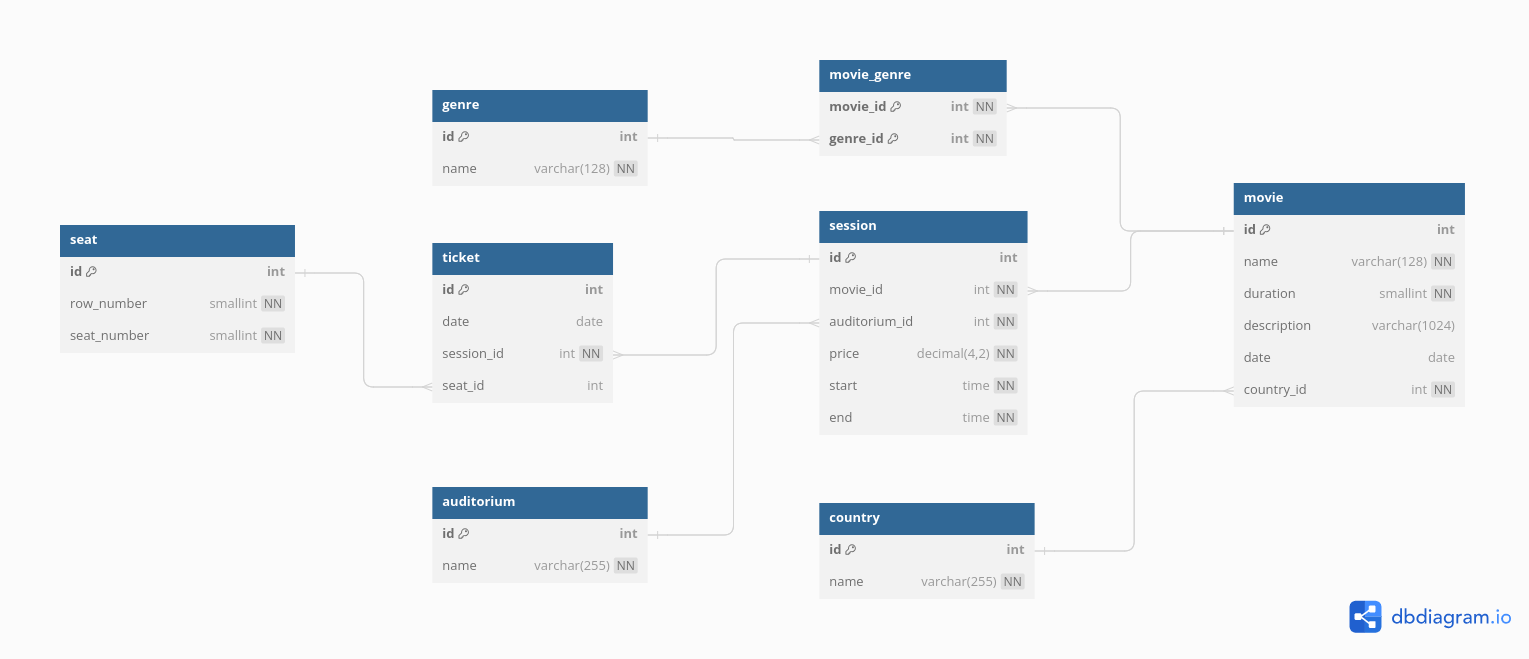 genre
id int
name varchar(128) NN
movie_genre
movie_id int NN
genre_id int NN
seat
id int
row_number smallint NN
seat_number smallint NN
ticket
id int
date date
session_id int NN
seat_id int
session
id int
movie_id int NN
auditorium_id int NN
price decimal(4,2) NN
start time NN
end time NN
movie
id int
name varchar(128) NN
duration smallint NN
description varchar(1024)
date date
country_id int NN
auditorium
id int
name varchar(255) NN
country
id int
name varchar(255) NN
dbdiagram.io